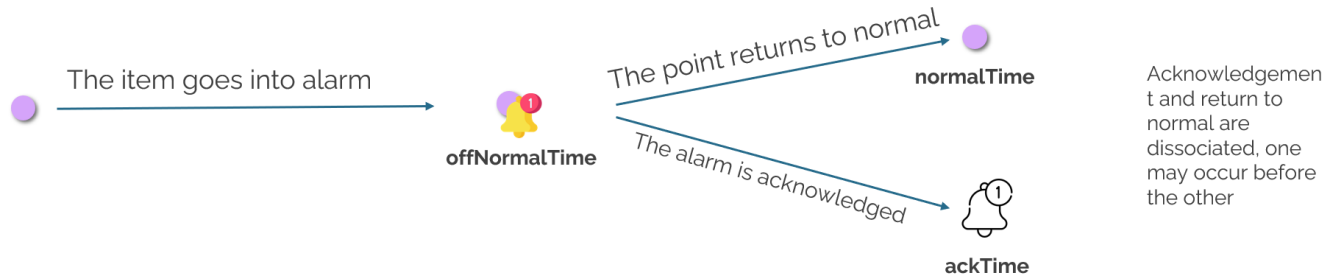 The item goes into alarm
1
offNormalTime
The point returns to normal
normalTime
The alarm is acknowledged
1
ackTime
Acknowledgemen
t and return to
normal are
dissociated, one
may occur before
the other